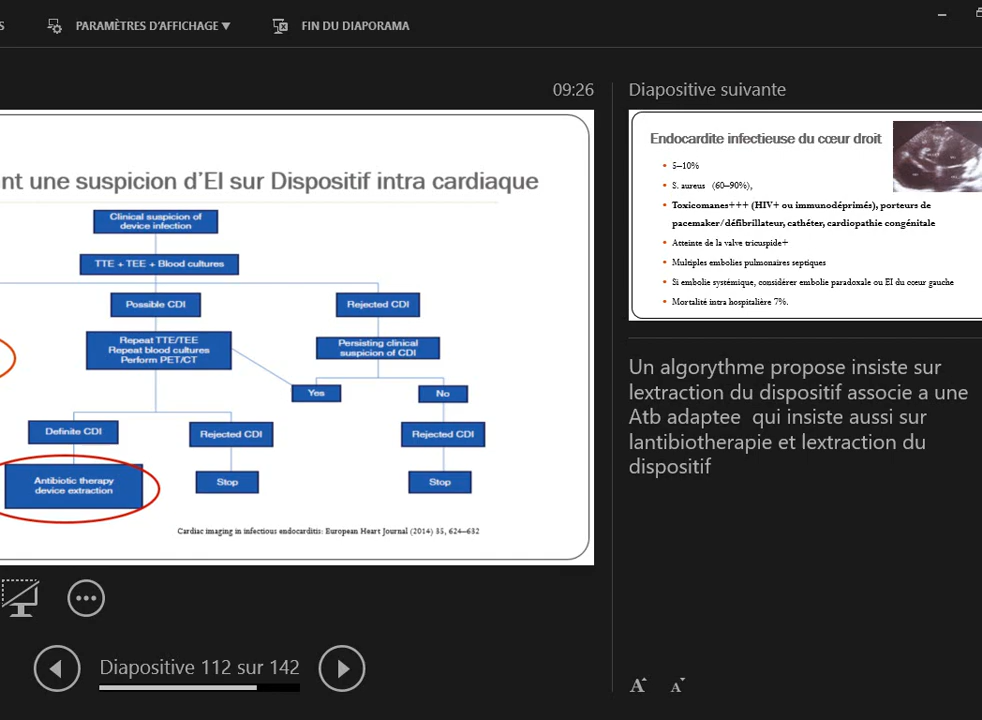 S
PARAMÈTRES D'AFFICHAGE ▼
FIN DU DIAPORAMA
09:26
nt une suspicion d'EI sur Dispositif intra cardiaque
Clinical suspicion of
device infection
TTE + TEE + Blood cultures
Possible CDI
Rejected CDI
Repeat TTE/TEE
Repeat blood cultures
Perform PET/CT
Persisting clinical
suspicion of CDI
Yes
No
Definite CDI
Rejected CDI
Rejected CDI
Antibiotic therapy
device extraction
Stop
Stop
Cardiac imaging in infectious endocarditis: European Heart Journal (2014) 35, 624–632
Diapositive 112 sur 142
Diapositive suivante
Endocardite infectieuse du cœur droit
• 5–10%
• S. aureus (60–90%),
• Toxicomanes+++ (HIV+ ou immunodéprimés), porteurs de
pacemaker/défibrillateur, cathéter, cardiopathie congénitale
• Atteinte de la valve tricuspide+
• Multiples embolies pulmonaires septiques
• Si embolie systémique, considérer embolie paradoxale ou EI du cœur gauche
• Mortalité intra hospitalière 7%.
Un algorythme propose insiste sur
lextraction du dispositif associe a une
Atb adaptee qui insiste aussi sur
lantibiotherapie et lextraction du
dispositif
A A